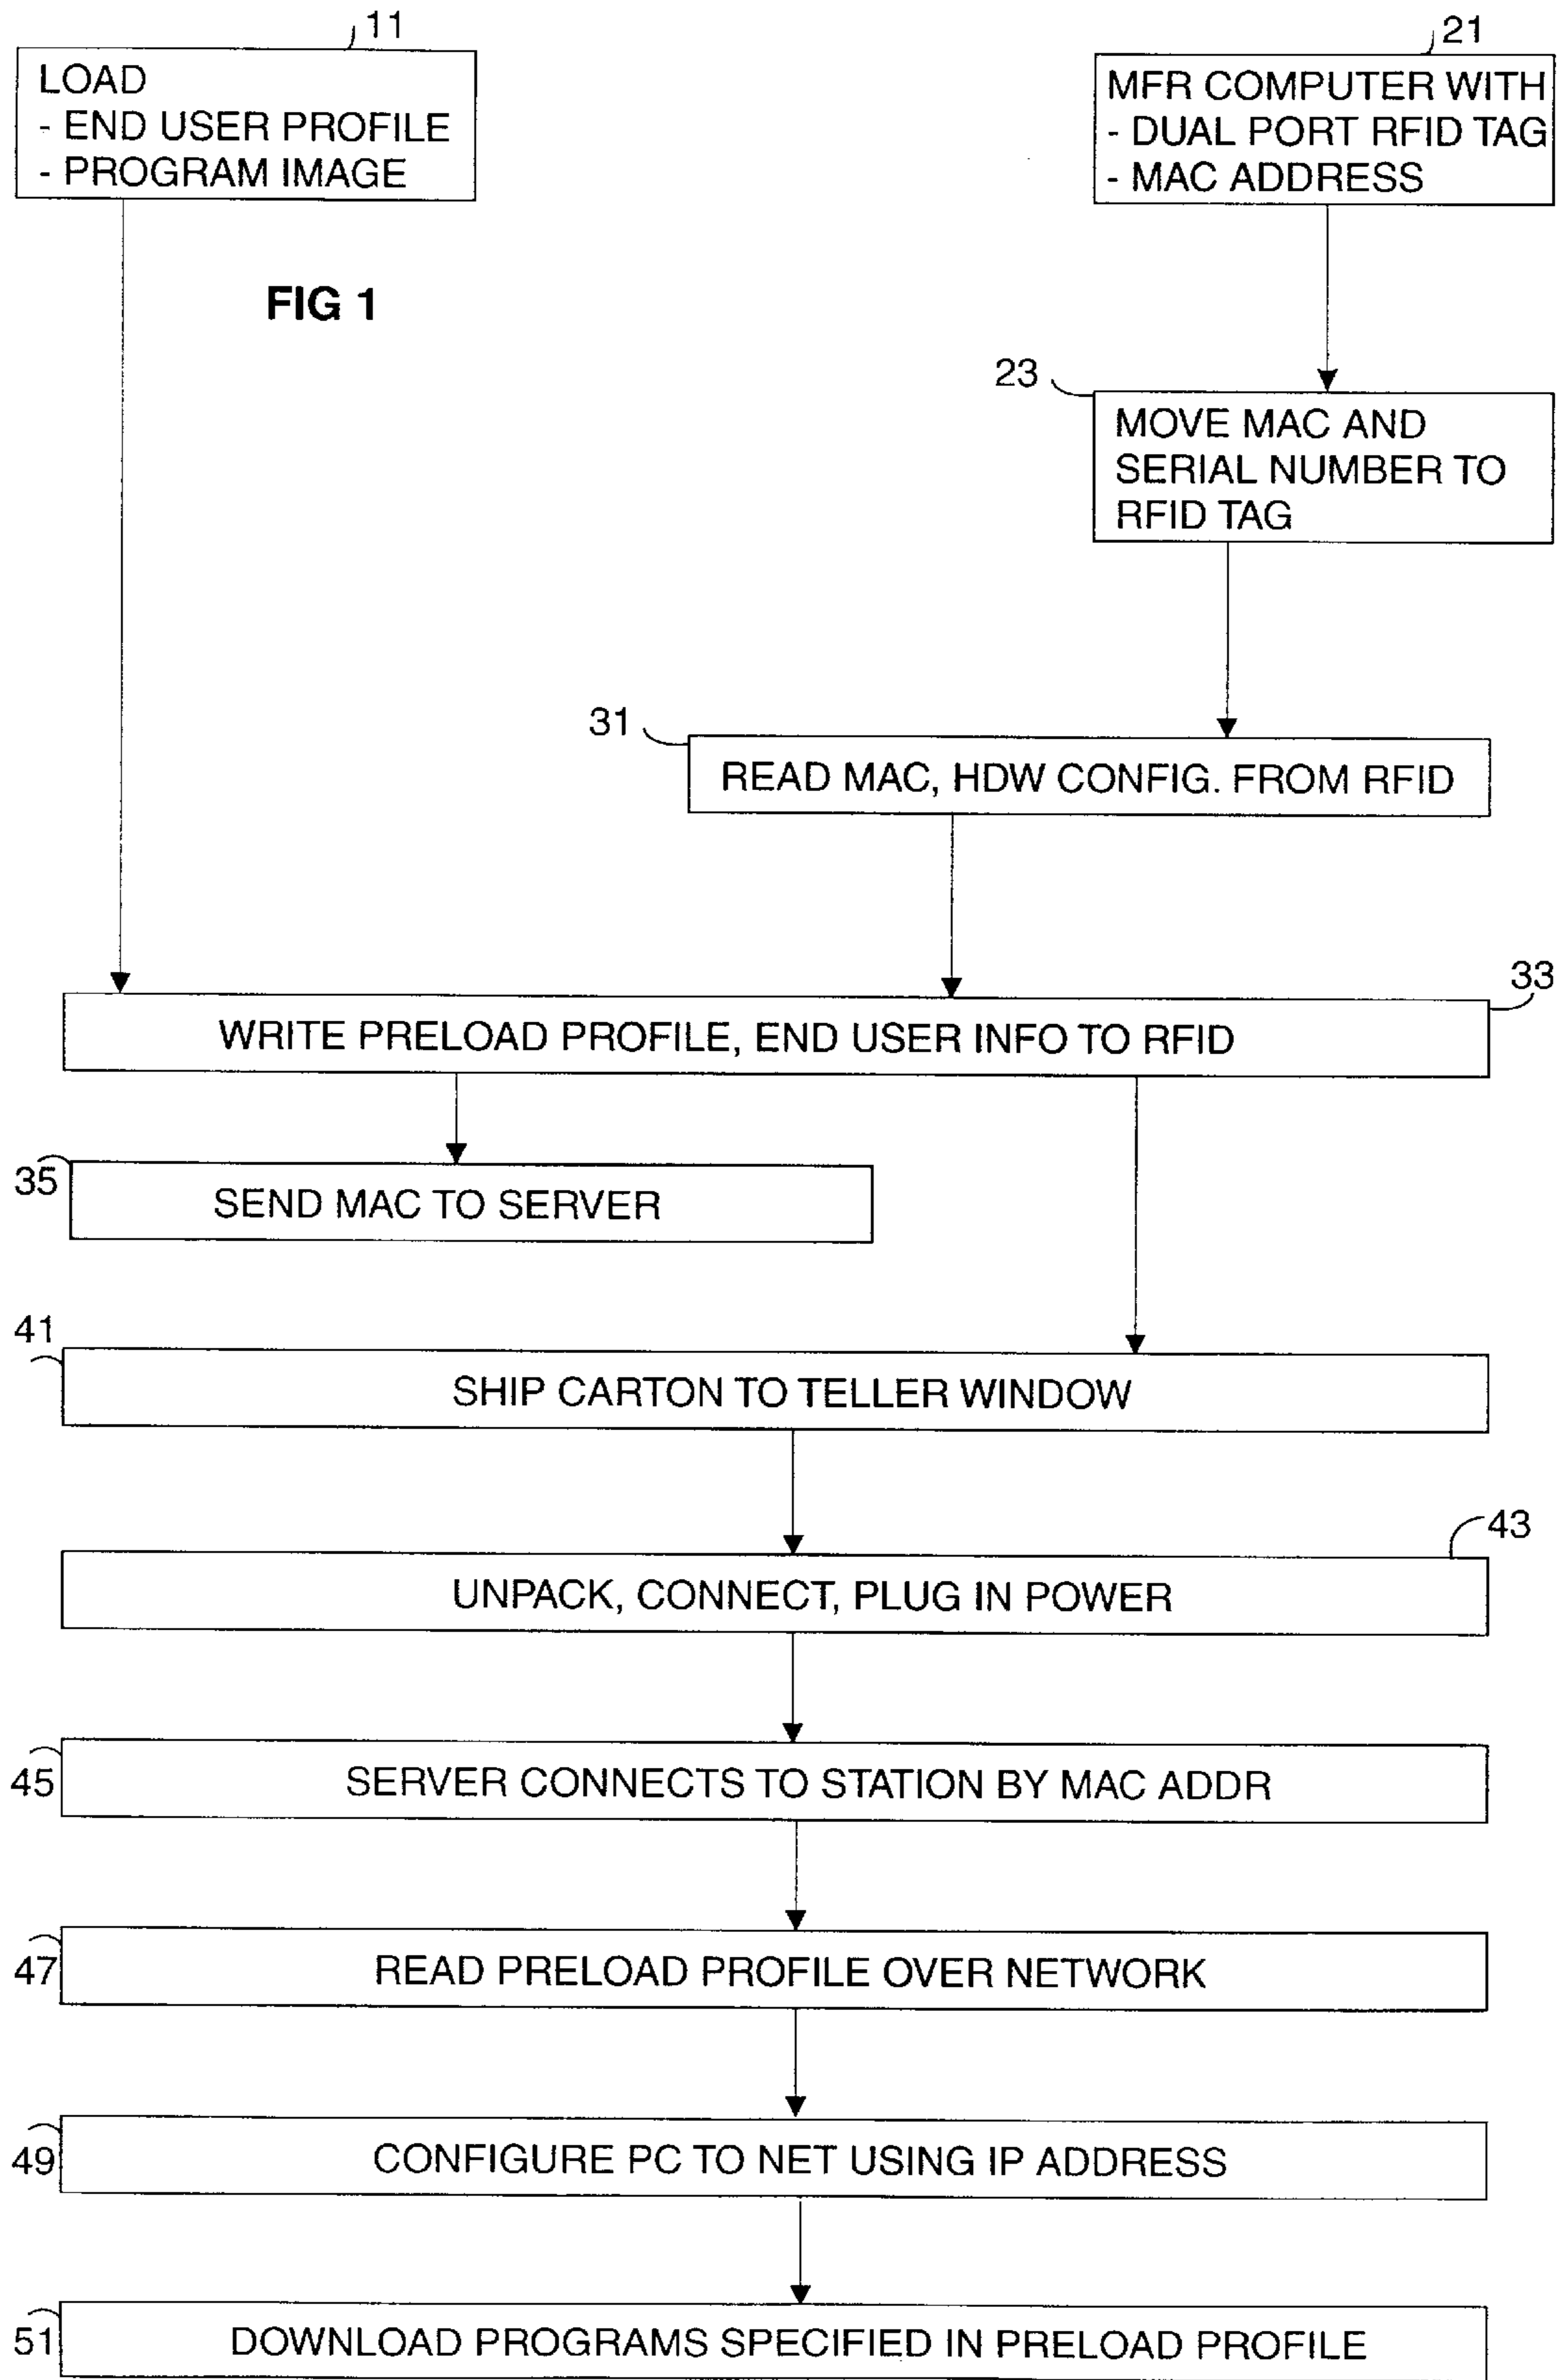 11
LOAD
- END USER PROFILE
- PROGRAM IMAGE
21
MFR COMPUTER WITH
- DUAL PORT RFID TAG
- MAC ADDRESS
FIG 1
23
MOVE MAC AND
SERIAL NUMBER TO
RFID TAG
31
READ MAC, HDW CONFIG. FROM RFID
33
WRITE PRELOAD PROFILE, END USER INFO TO RFID
35
SEND MAC TO SERVER
41
SHIP CARTON TO TELLER WINDOW
43
UNPACK, CONNECT, PLUG IN POWER
45
SERVER CONNECTS TO STATION BY MAC ADDR
47
READ PRELOAD PROFILE OVER NETWORK
49
CONFIGURE PC TO NET USING IP ADDRESS
51
DOWNLOAD PROGRAMS SPECIFIED IN PRELOAD PROFILE